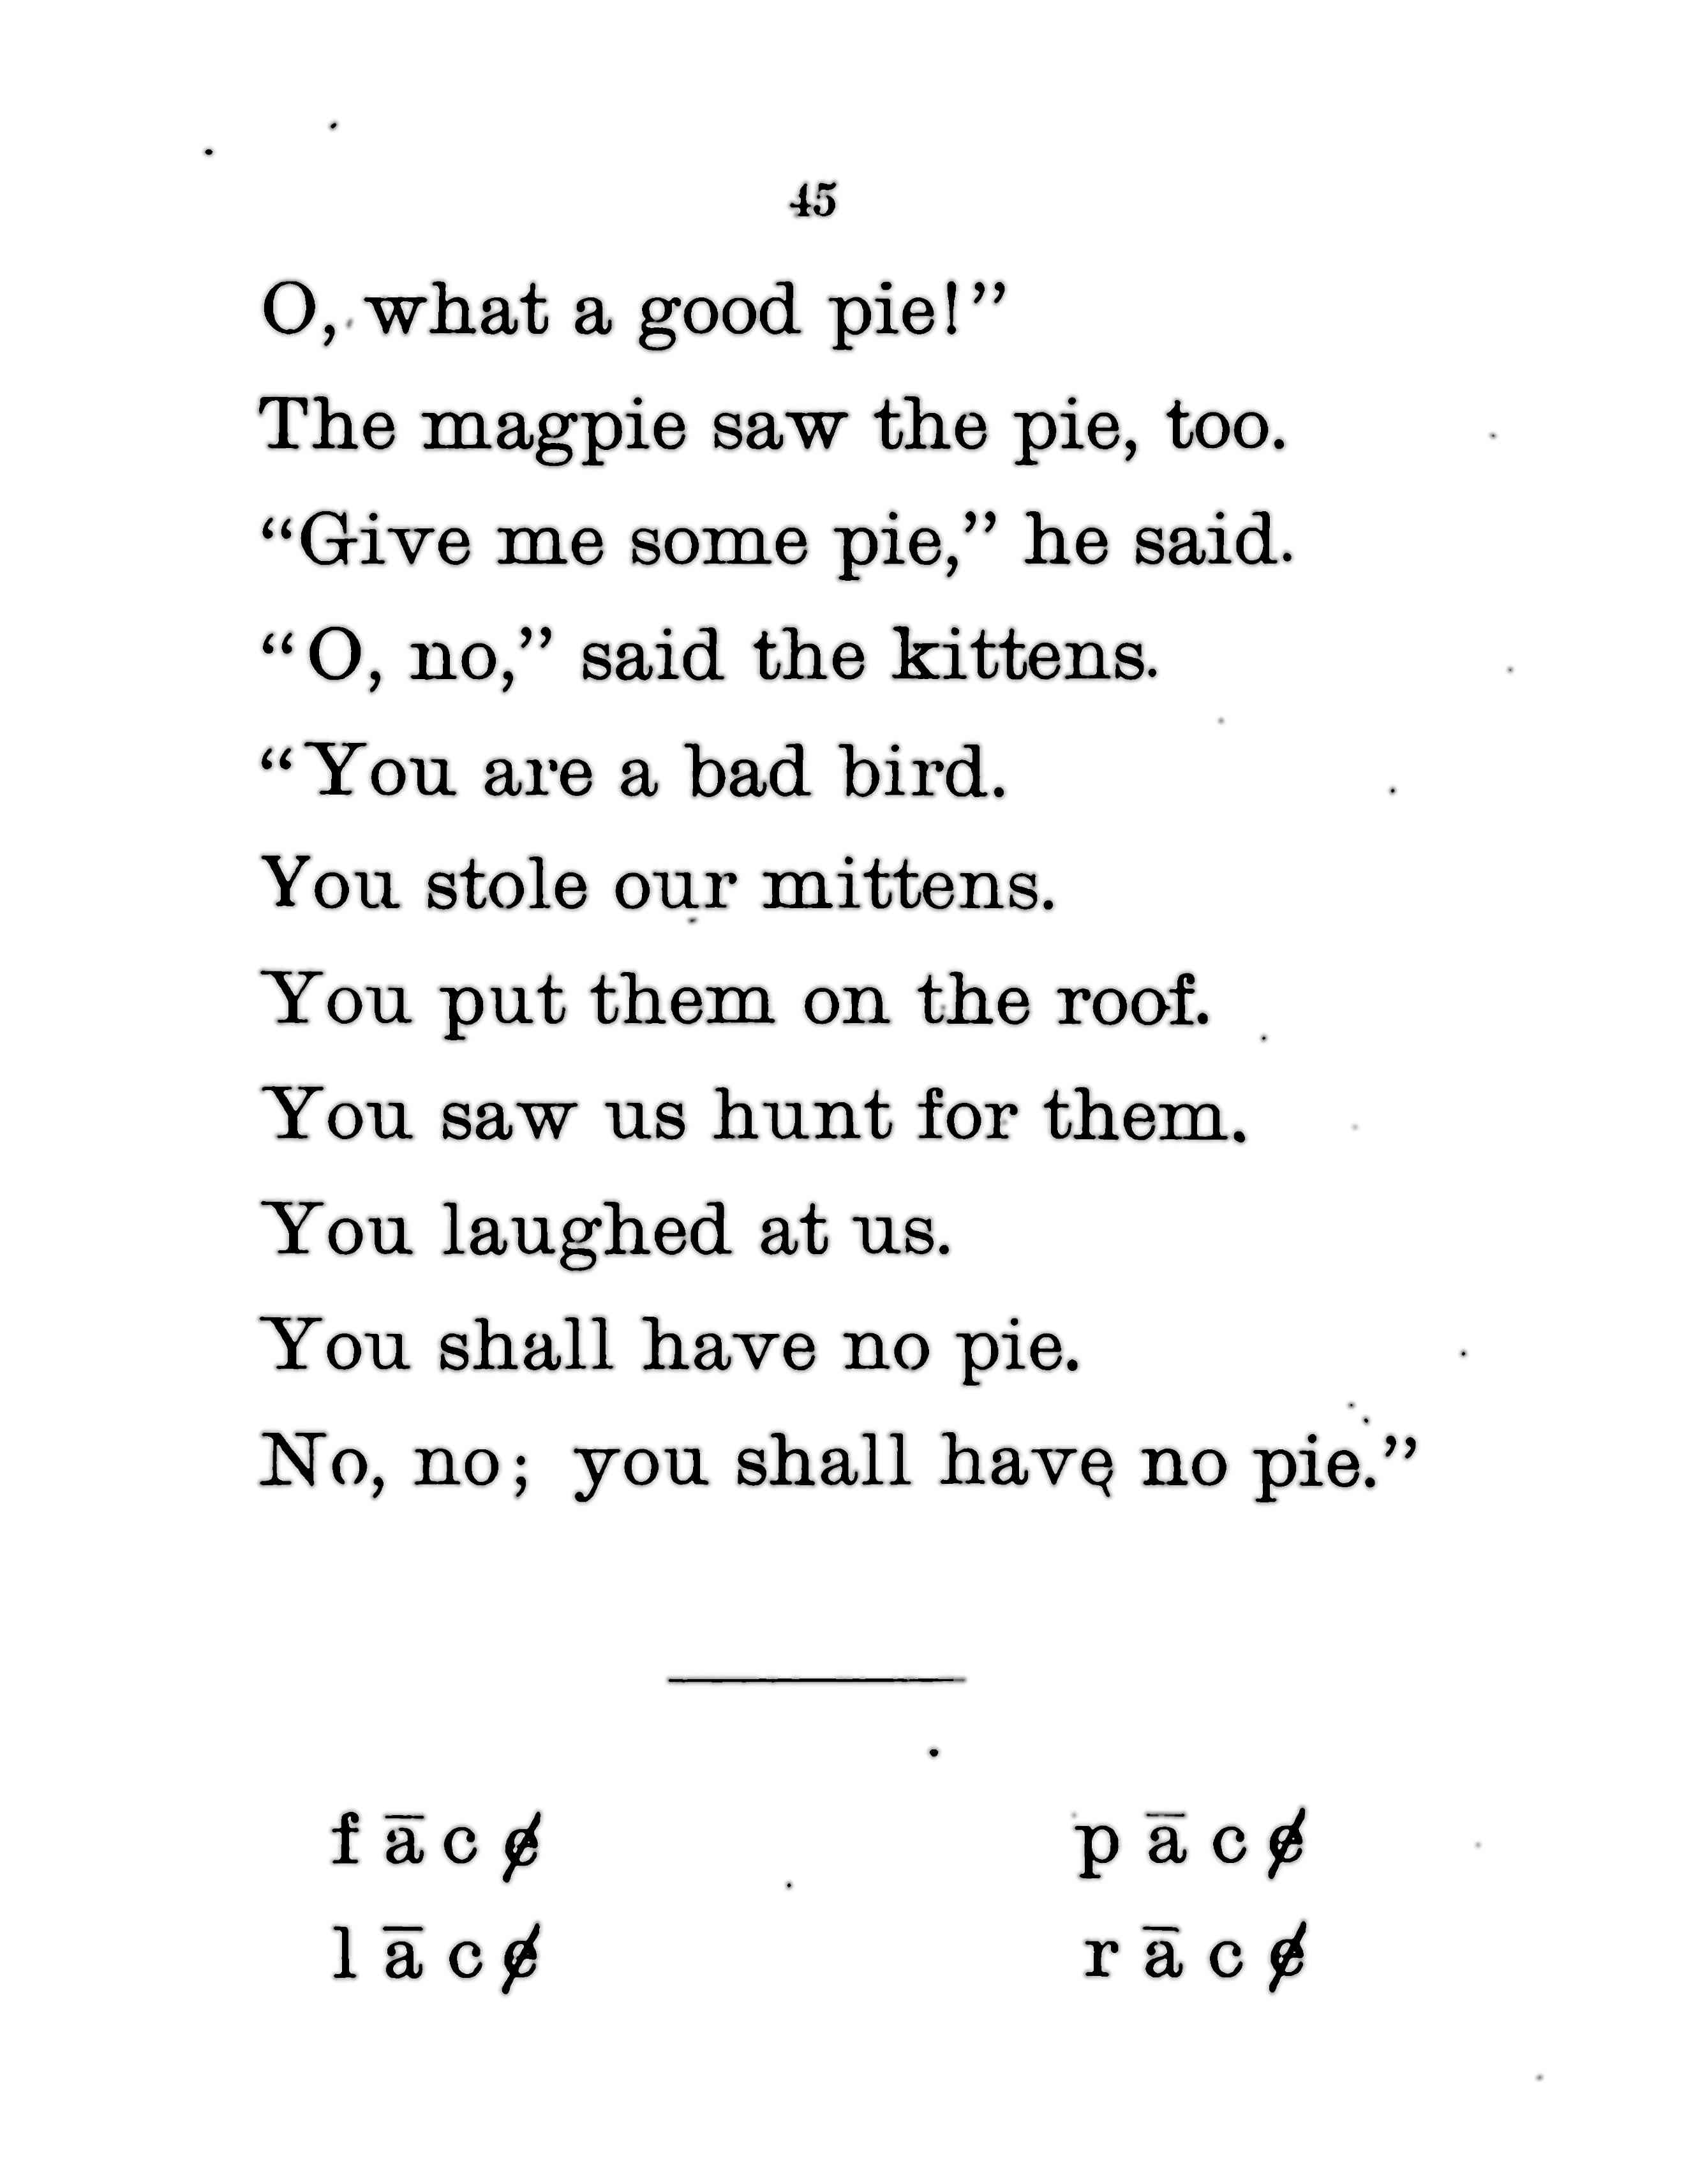 45
O, what a good pie!”
The magpie saw the pie, too.
“Give me some pie,” he said.
“O, no,” said the kittens.
“You are a bad bird.
You stole our mittens.
You put them on the roof.
You saw us hunt for them.
You laughed at us.
You shall have no pie.
No, no; you shall have no pie.”
f ā c e̸ p ā c e̸
l ā c e̸ r ā c e̸